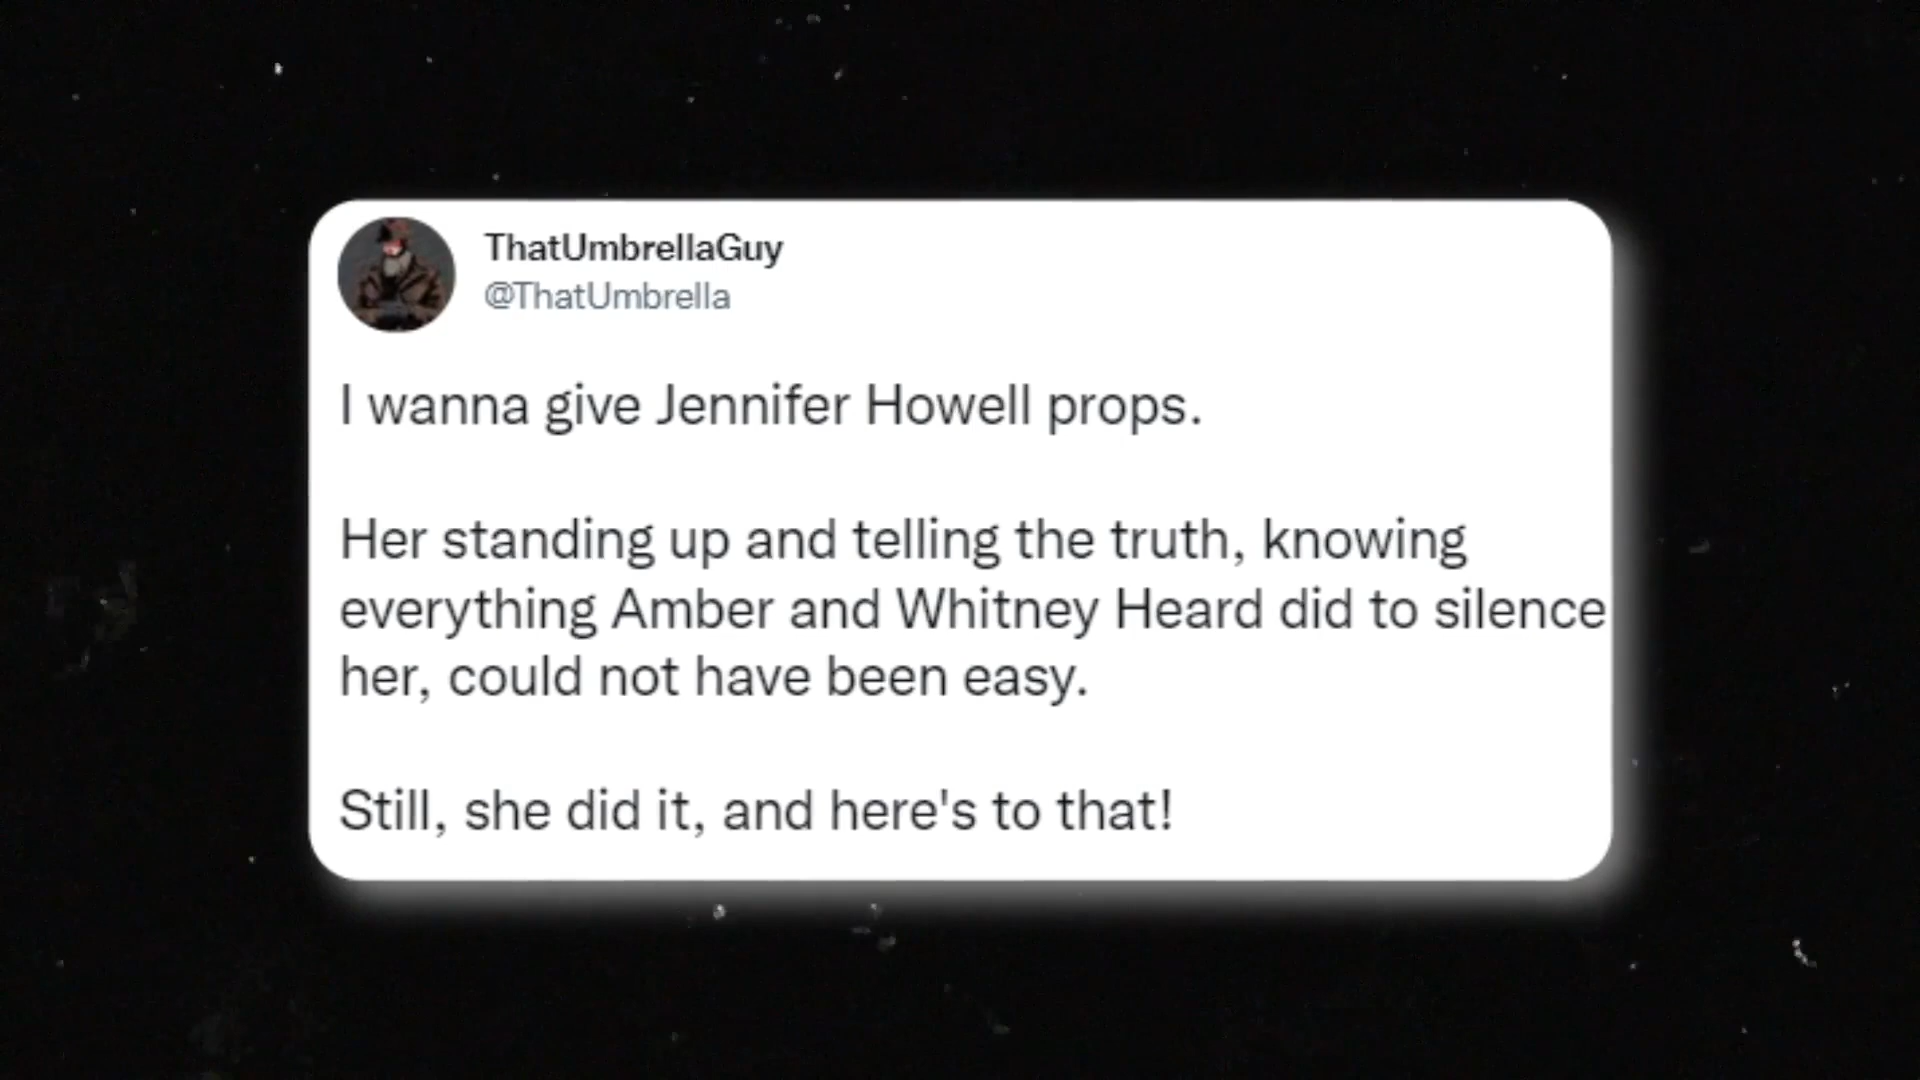 ThatUmbrellaGuy
@ThatUmbrella
I wanna give Jennifer Howell props.
Her standing up and telling the truth, knowing
everything Amber and Whitney Heard did to silence
her, could not have been easy.
Still, she did it, and here's to that!